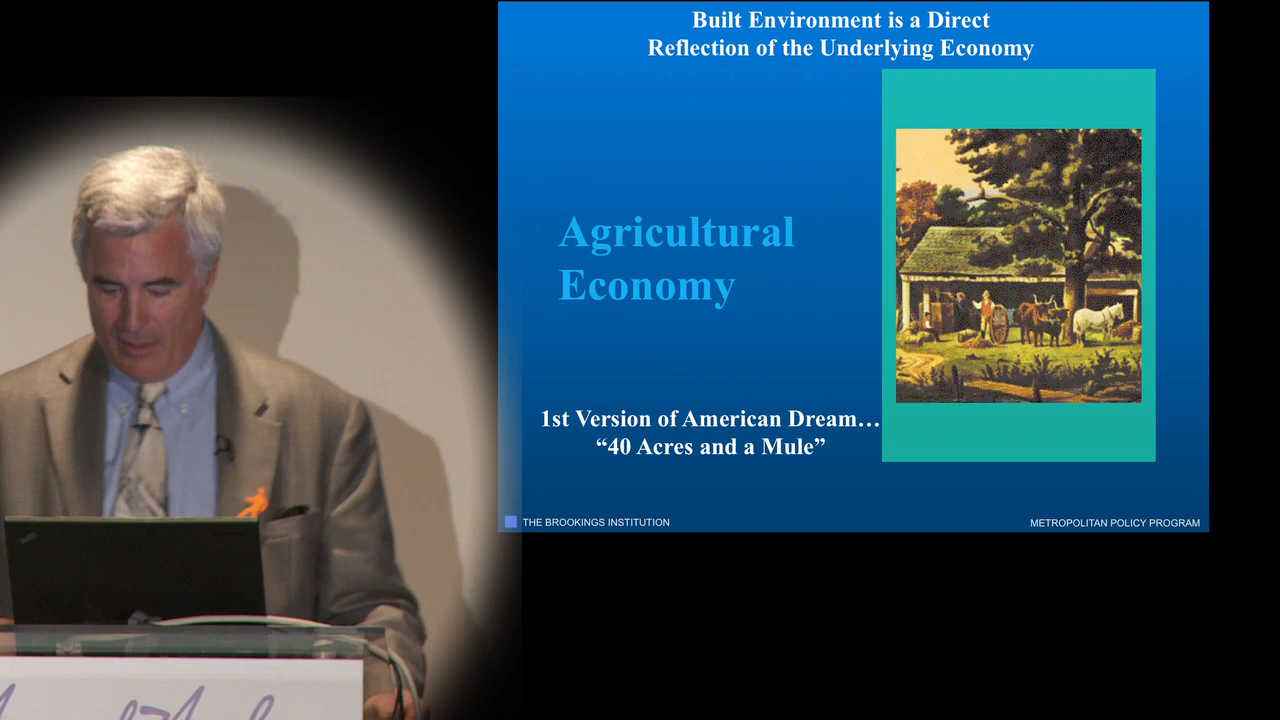 Built Environment is a Direct
Reflection of the Underlying Economy
Agricultural
Economy
1st Version of American Dream…
“40 Acres and a Mule”
THE BROOKINGS INSTITUTION
METROPOLITAN POLICY PROGRAM